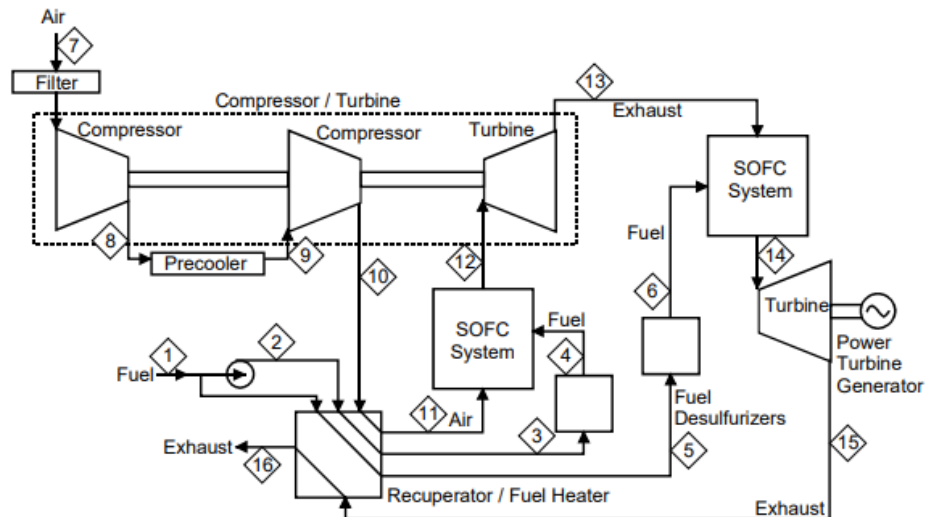 Air
7
Filter
Compressor / Turbine
Compressor
Compressor
Turbine
13
Exhaust
SOFC
System
8
Precooler
9
10
12
Fuel
6
14
Turbine
Power
Turbine
Generator
SOFC
System
Fuel
4
1
2
Fuel
11
Air
3
Fuel
Desulfurizers
5
15
Exhaust
16
Recuperator / Fuel Heater
Exhaust